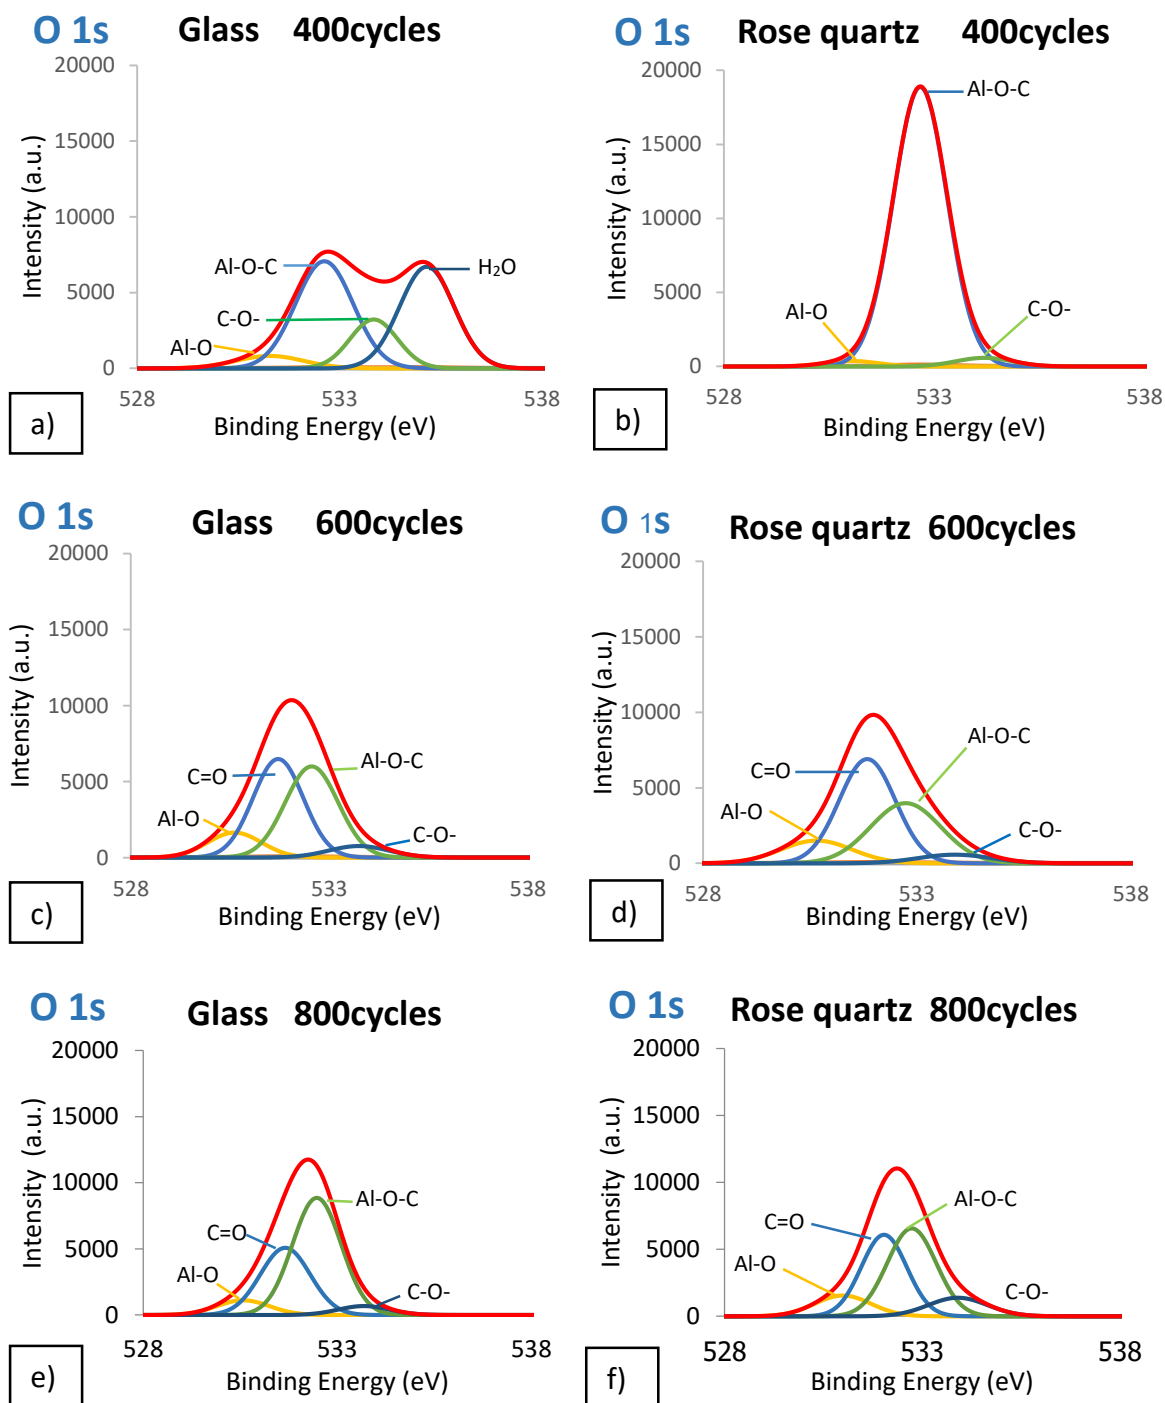 O 1s Glass 400cycles
20000
15000
10000
5000
0
Intensity (a.u.)
Al-O-C
H₂O
C-O-
Al-O
528 533 538
Binding Energy (eV)
a)
O 1s Rose quartz 400cycles
20000
15000
10000
5000
0
Intensity (a.u.)
Al-O-C
Al-O
C-O-
528 533 538
Binding Energy (eV)
b)
O 1s Glass 600cycles
20000
15000
10000
5000
0
Intensity (a.u.)
C=O
Al-O-C
Al-O
C-O-
528 533 538
Binding Energy (eV)
c)
O 1s Rose quartz 600cycles
20000
15000
10000
5000
0
Intensity (a.u.)
Al-O-C
C=O
Al-O
C-O-
528 533 538
Binding Energy (eV)
d)
O 1s Glass 800cycles
20000
15000
10000
5000
0
Intensity (a.u.)
Al-O-C
C=O
Al-O
C-O-
528 533 538
Binding Energy (eV)
e)
O 1s Rose quartz 800cycles
20000
15000
10000
5000
0
Intensity (a.u.)
Al-O-C
C=O
Al-O
C-O-
528 533 538
Binding Energy (eV)
f)